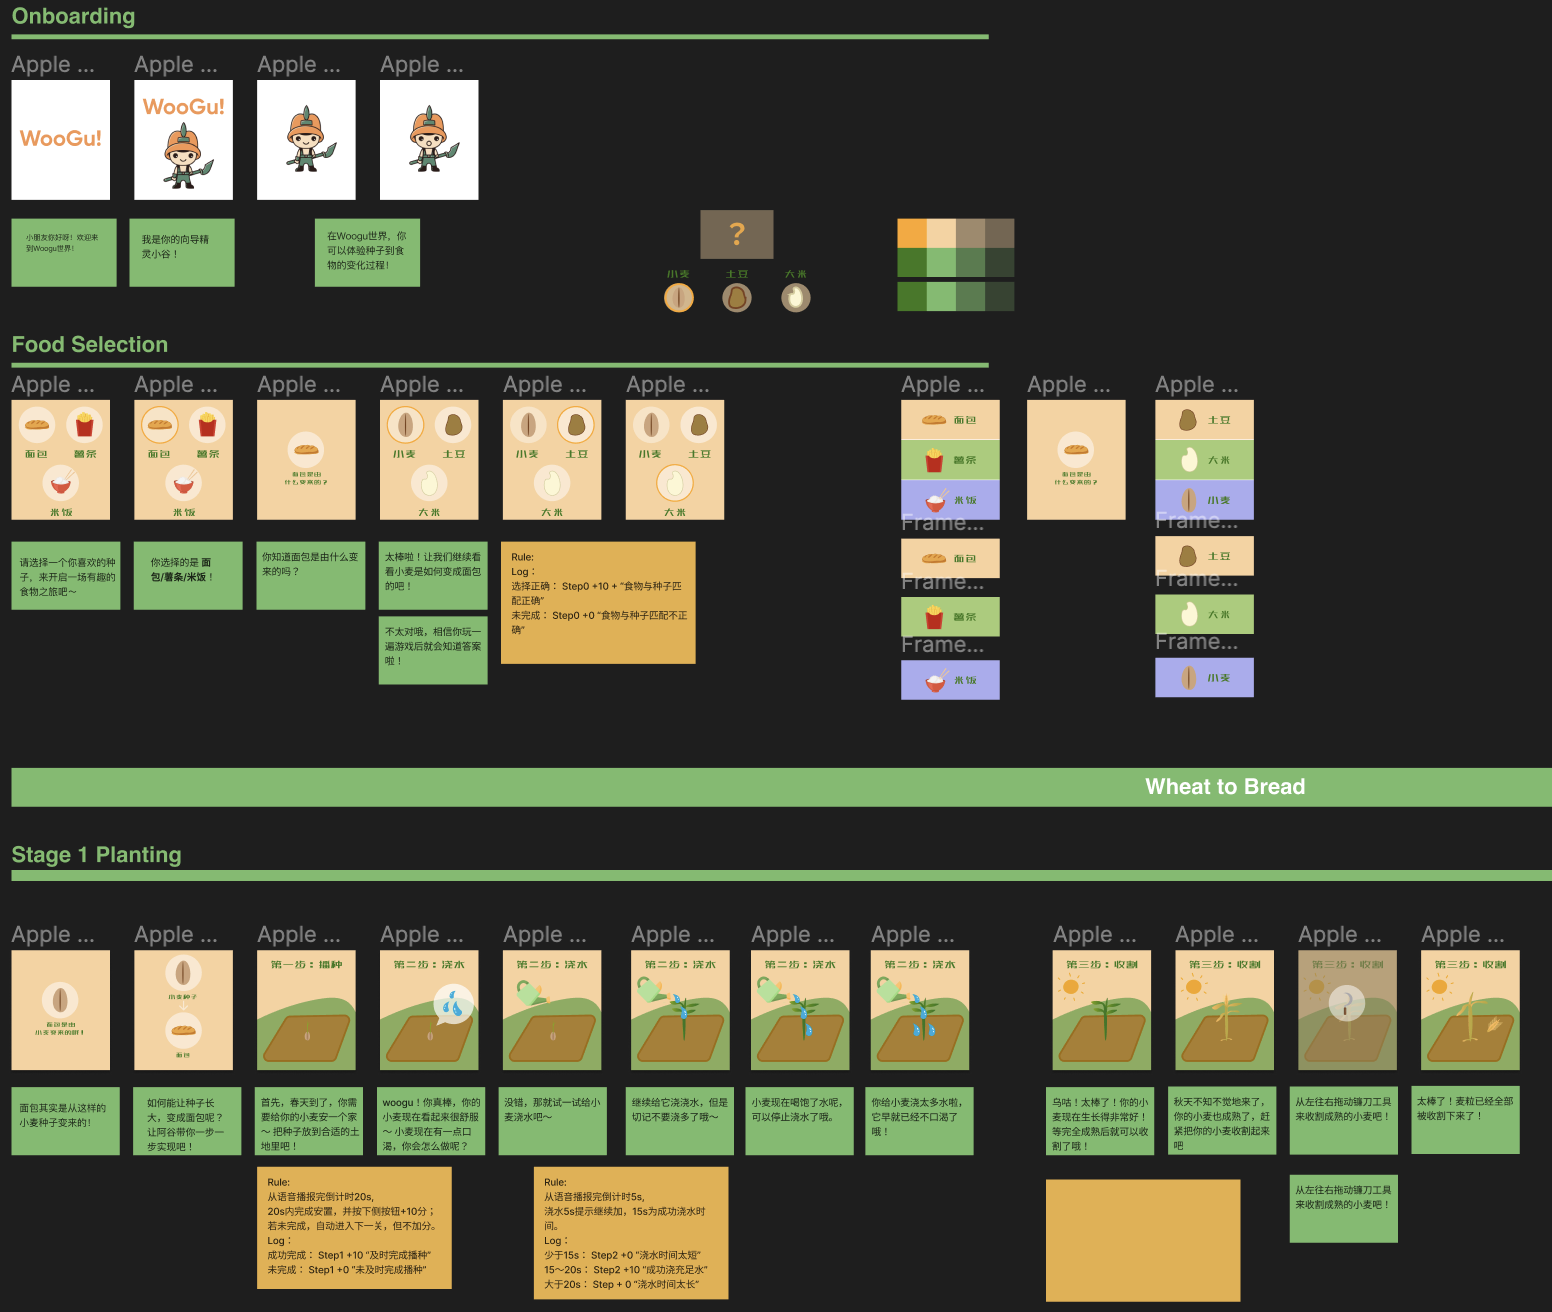 Onboarding
Apple ...
Apple ...
Apple ...
Apple ...
WooGu!
WooGu!
小朋友你好呀！欢迎来
到Woogu世界！
我是你的向导精
灵小谷！
在Woogu世界，你
可以体验种子到食
物的变化过程！
?
小麦
土豆
大米
Food Selection
Apple ...
Apple ...
Apple ...
Apple ...
Apple ...
Apple ...
Apple ...
Apple ...
Apple ...
面包
薯条
米饭
面包
薯条
米饭
面包是由
什么变来的？
小麦
土豆
大米
小麦
土豆
大米
小麦
土豆
大米
面包
薯条
米饭
面包是由
什么变来的？
土豆
大米
小麦
Frame...
面包
Frame...
薯条
Frame...
米饭
Frame...
土豆
Frame...
大米
Frame...
小麦
请选择一个你喜欢的种
子，来开启一场有趣的
食物之旅吧～
你选择的是 面
包/薯条/米饭！
你知道面包是由什么变
来的吗？
太棒啦！让我们继续看
看小麦是如何变成面包
的吧！
不太对哦，相信你玩一
遍游戏后就会知道答案
啦！
Rule:
Log：
选择正确： Step0 +10 + “食物与种子匹
配正确”
未完成： Step0 +0 “食物与种子匹配不正
确”
Wheat to Bread
Stage 1 Planting
Apple ...
Apple ...
Apple ...
Apple ...
Apple ...
Apple ...
Apple ...
Apple ...
Apple ...
Apple ...
Apple ...
Apple ...
面包是由
小麦变来的呀！
小麦种子
面包
第一步：播种
第二步：浇水
第二步：浇水
第二步：浇水
第二步：浇水
第二步：浇水
第三步：收割
第三步：收割
第三步：收割
第三步：收割
面包其实是从这样的
小麦种子变来的！
如何能让种子长
大，变成面包呢？
让阿谷带你一步一
步实现吧！
首先，春天到了，你需
要给你的小麦安一个家
～ 把种子放到合适的土
地里吧！
woogu！你真棒，你的
小麦现在看起来很舒服
～ 小麦现在有一点口
渴，你会怎么做呢？
没错，那就试一试给小
麦浇水吧～
继续给它浇浇水，但是
切记不要浇多了哦～
小麦现在喝饱了水呢，
可以停止浇水了哦。
你给小麦浇太多水啦，
它早就已经不口渴了
哦！
乌咕！太棒了！你的小
麦现在生长得非常好！
等完全成熟后就可以收
割了哦！
秋天不知不觉地来了，
你的小麦也成熟了，赶
紧把你的小麦收割起来
吧
从左往右拖动镰刀工具
来收割成熟的小麦吧！
太棒了！麦粒已经全部
被收割下来了！
Rule:
从语音播报完倒计时20s,
20s内完成安置，并按下侧按钮+10分；
若未完成，自动进入下一关，但不加分。
Log：
成功完成： Step1 +10 “及时完成播种”
未完成： Step1 +0 “未及时完成播种”
Rule:
从语音播报完倒计时5s,
浇水5s提示继续加，15s为成功浇水时
间。
Log：
少于15s： Step2 +0 “浇水时间太短”
15～20s： Step2 +10 “成功浇充足水”
大于20s： Step + 0 “浇水时间太长”
从左往右拖动镰刀工具
来收割成熟的小麦吧！